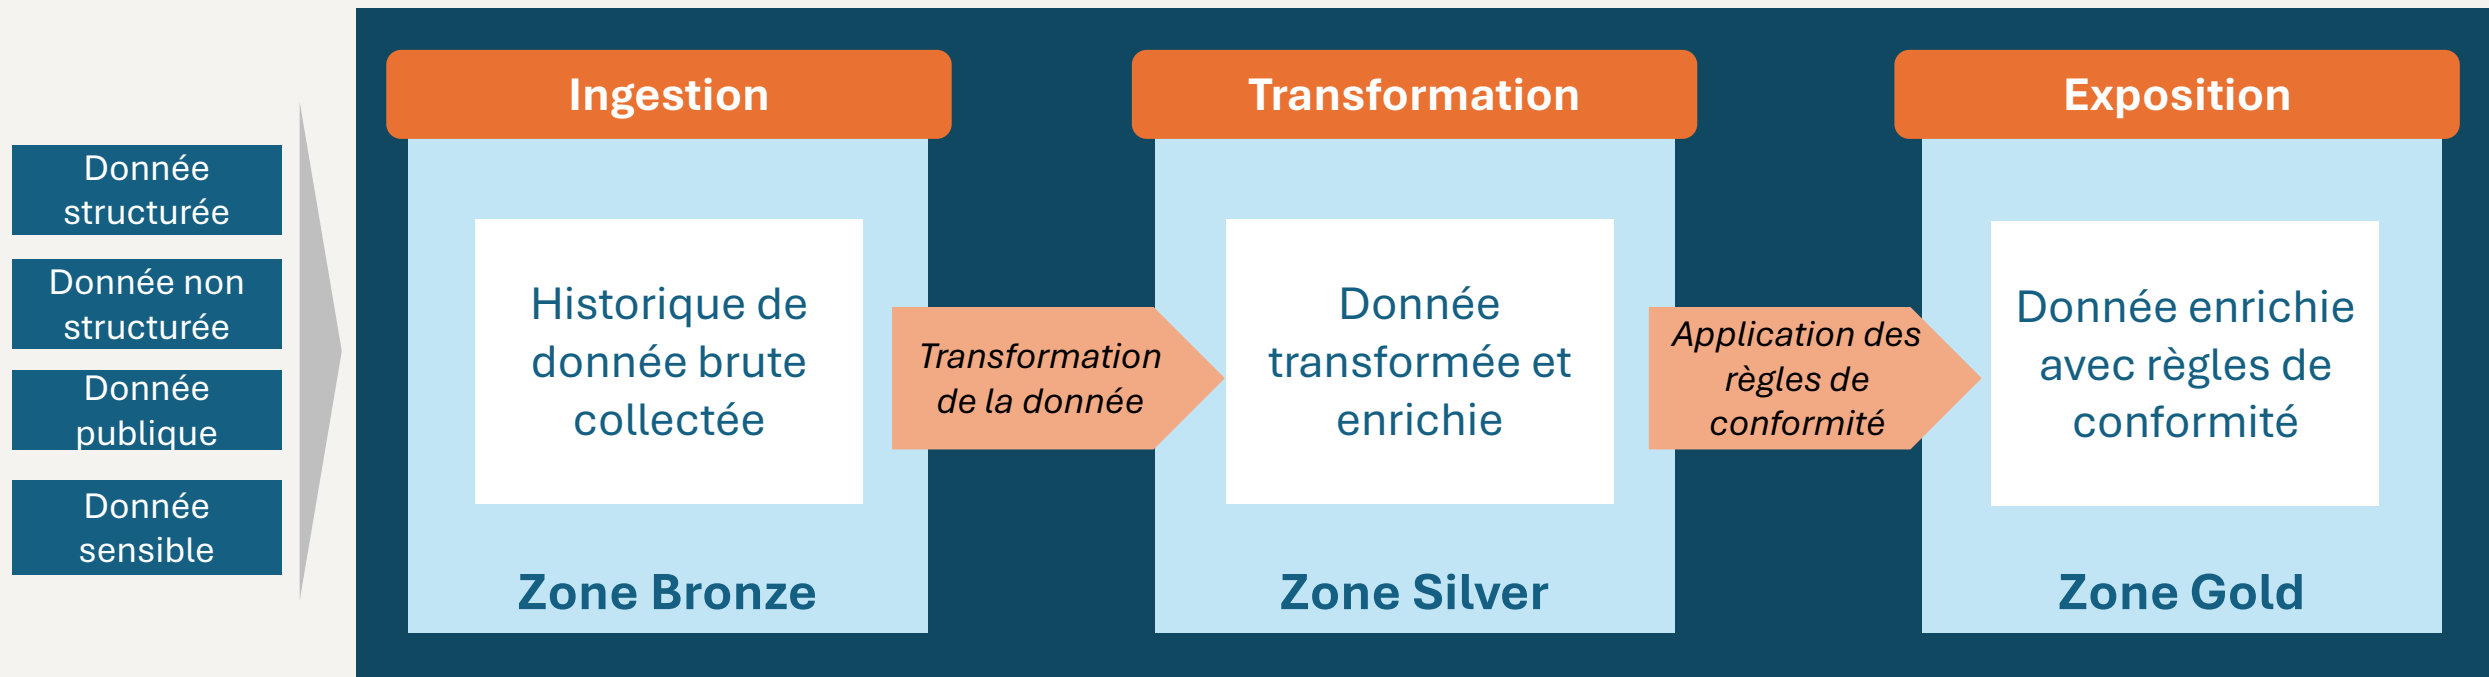 Donnée
structurée
Donnée non
structurée
Donnée
publique
Donnée
sensible
Ingestion
Historique de
donnée brute
collectée
Zone Bronze
Transformation
de la donnée
Transformation
Donnée
transformée et
enrichie
Zone Silver
Application des
règles de
conformité
Exposition
Donnée enrichie
avec règles de
conformité
Zone Gold